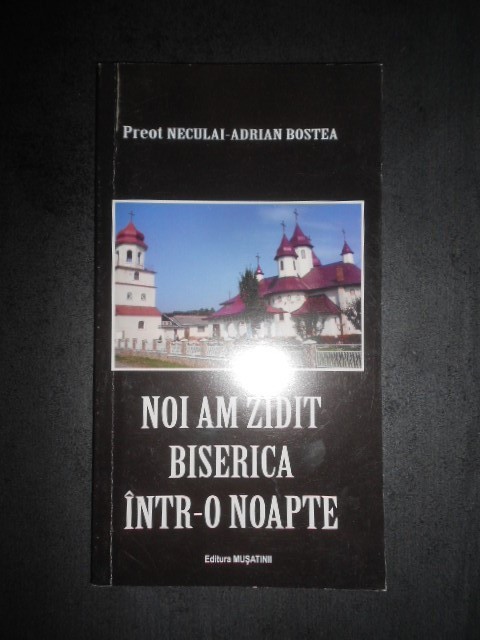 Preot NECULAI-ADRIAN BOSTEA
NOI AM ZIDIT
BISERICA
ÎNTR-O NOAPTE
Editura MUŞATINII